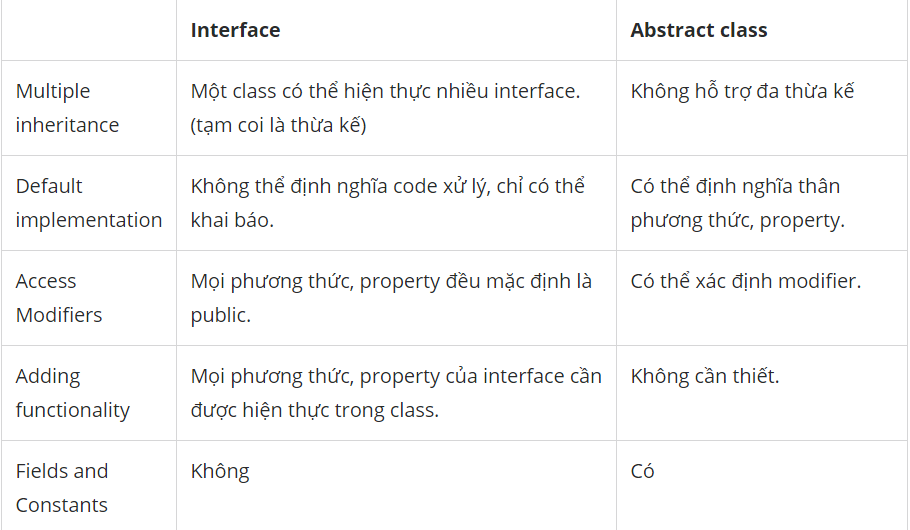 Interface Abstract class
Multiple inheritance Một class có thể hiện thực nhiều interface. (tạm coi là thừa kế) Không hỗ trợ đa thừa kế
Default implementation Không thể định nghĩa code xử lý, chỉ có thể khai báo. Có thể định nghĩa thân phương thức, property.
Access Modifiers Mọi phương thức, property đều mặc định là public. Có thể xác định modifier.
Adding functionality Mọi phương thức, property của interface cần được hiện thực trong class. Không cần thiết.
Fields and Constants Không Có